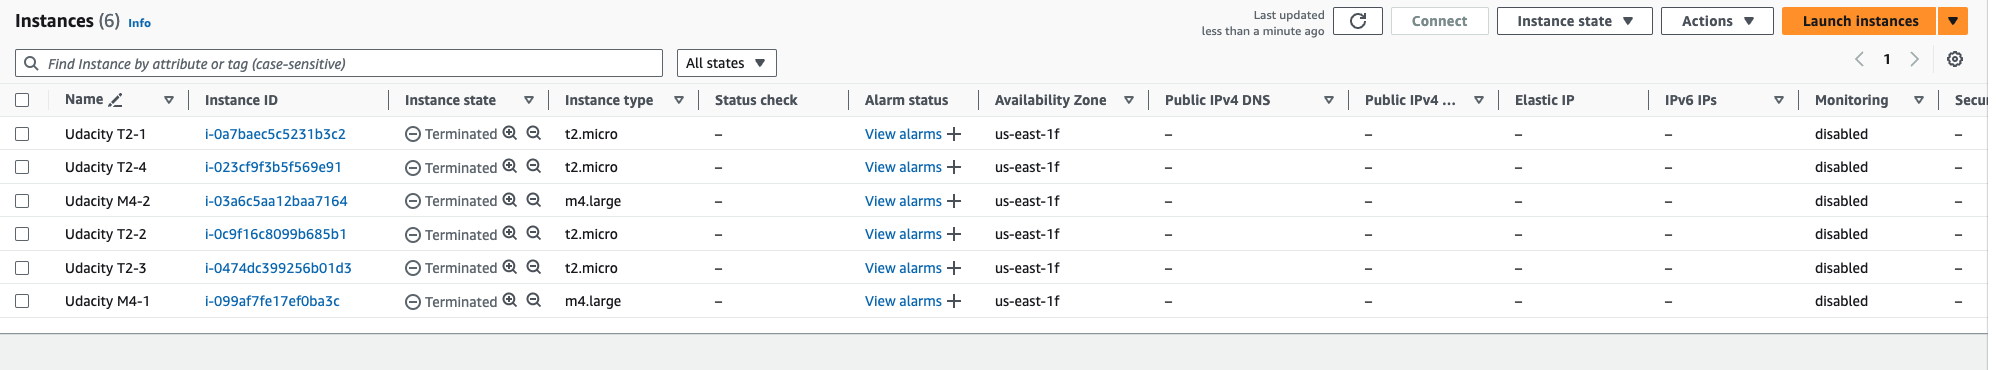 Instances (6) Info
Last updated
less than a minute ago
Connect
Instance state
Actions
Launch instances
Find Instance by attribute or tag (case-sensitive)
All states
1
Name Instance ID Instance state Instance type Status check Alarm status Availability Zone Public IPv4 DNS Public IPv4 ... Elastic IP IPv6 IPs Monitoring Secu
Udacity T2-1 i-0a7baec5c5231b3c2 Terminated t2.micro – View alarms + us-east-1f – – – – disabled –
Udacity T2-4 i-023cf9f3b5f569e91 Terminated t2.micro – View alarms + us-east-1f – – – – disabled –
Udacity M4-2 i-03a6c5aa12baa7164 Terminated m4.large – View alarms + us-east-1f – – – – disabled –
Udacity T2-2 i-0c9f16c8099b685b1 Terminated t2.micro – View alarms + us-east-1f – – – – disabled –
Udacity T2-3 i-0474dc399256b01d3 Terminated t2.micro – View alarms + us-east-1f – – – – disabled –
Udacity M4-1 i-099af7fe17ef0ba3c Terminated m4.large – View alarms + us-east-1f – – – – disabled –